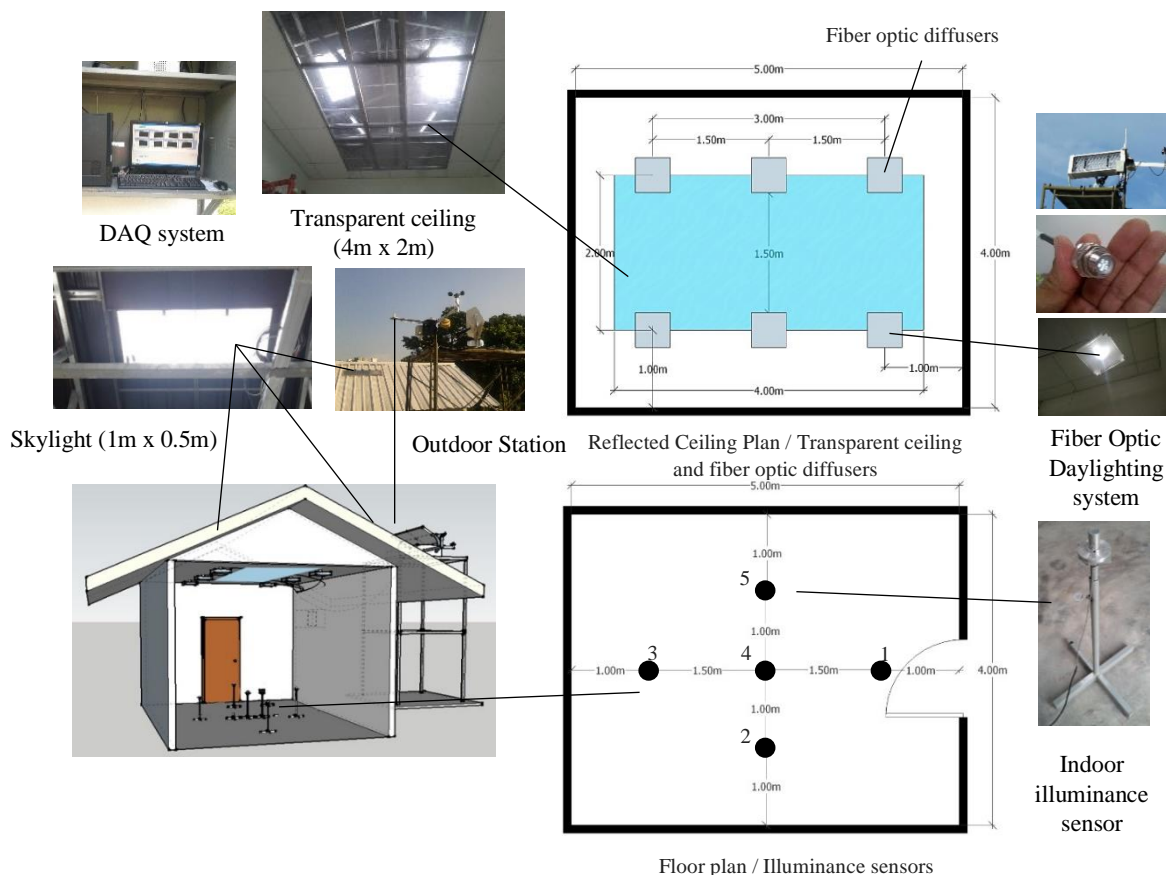 Fiber optic diffusers
5.00m
3.00m
1.50m
1.50m
2.00m
1.50m
4.00m
1.00m
1.00m
4.00m
DAQ system
Transparent ceiling
(4m x 2m)
Skylight (1m x 0.5m)
Outdoor Station
Reflected Ceiling Plan / Transparent ceiling
and fiber optic diffusers
Fiber Optic
Daylighting
system
5.00m
1.00m
5
1.00m
3
4
1
1.00m
1.50m
1.50m
1.00m
4.00m
1.00m
2
1.00m
Indoor
illuminance
sensor
Floor plan / Illuminance sensors